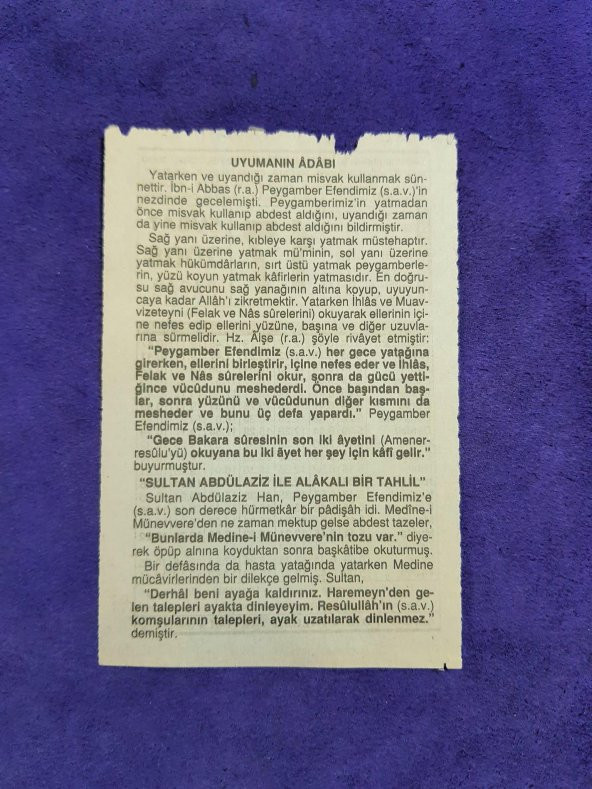 UYUMANIN ÂDÂBI
Yatarken ve uyandığı zaman misvak kullanmak sün-
nettir. İbn-i Abbas (r.a.) Peygamber Efendimiz (s.a.v.)'in
nezdinde gecelemişti. Peygamberimiz'in yatmadan
önce misvak kullanıp abdest aldığını, uyandığı zaman
da yine misvak kullanıp abdest aldığını bildirmiştir.
Sağ yanı üzerine, kıbleye karşı yatmak müstehaptır.
Sağ yanı üzerine yatmak mü'minin, sol yanı üzerine
yatmak hükümdârların, sırt üstü yatmak peygamberle-
rin, yüzü koyun yatmak kâfirlerin yatmasıdır. En doğru-
su sağ avucunu sağ yanağının altına koyup, uyuyun-
caya kadar Allâh'ı zikretmektir. Yatarken İhlâs ve Muav-
vizeteyni (Felak ve Nâs sûrelerini) okuyarak ellerinin içi-
ne nefes edip ellerini yüzüne, başına ve diğer uzuvla-
rına sürmelidir. Hz. Âişe (r.a.) şöyle rivâyet etmiştir:
"Peygamber Efendimiz (s.a.v.) her gece yatağına
girerken, ellerini birleştirir, içine nefes eder ve İhlâs,
Felak ve Nâs sûrelerini okur, sonra da gücü yetti-
ğince vücûdunu meshederdi. Önce başından baş-
lar, sonra yüzünü ve vücûdunun diğer kısmını da
mesheder ve bunu üç defa yapardı." Peygamber
Efendimiz (s.a.v.);
"Gece Bakara sûresinin son iki âyetini (Amener-
resûlu'yü) okuyana bu iki âyet her şey için kâfi gelir."
buyurmuştur.
"SULTAN ABDÜLAZİZ İLE ALÂKALI BİR TAHLİL"
Sultan Abdülaziz Han, Peygamber Efendimiz'e
(s.a.v.) son derece hürmetkâr bir pâdişâh idi. Medîne-i
Münevvere'den ne zaman mektup gelse abdest tazeler,
"Bunlarda Medine-i Münevvere'nin tozu var." diye-
rek öpüp alnına koyduktan sonra başkâtibe okuturmuş.
Bir defâsında da hasta yatağında yatarken Medine
mücâvirlerinden bir dilekçe gelmiş. Sultan,
"Derhâl beni ayağa kaldırınız. Haremeyn'den ge-
len talepleri ayakta dinleyeyim. Resûlullâh'ın (s.a.v.)
komşularının talepleri, ayak uzatılarak dinlenmez."
demiştir.